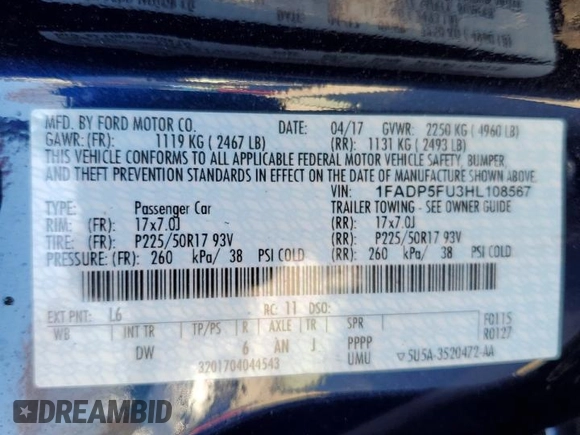 MFD. BY FORD MOTOR CO. DATE: 04/17 GVWR: 2250 KG ( 4960 LB)
GAWR: (FR): 1119 KG ( 2467 LB) (RR): 1131 KG ( 2493 LB)
THIS VEHICLE CONFORMS TO ALL APPLICABLE FEDERAL MOTOR VEHICLE SAFETY, BUMPER,
AND THEFT PREVENTION STANDARDS IN EFFECT ON THE DATE OF MANUFACTURE SHOWN ABOVE.
VIN: 1FADP5FU3HL108567
TYPE: Passenger Car TRAILER TOWING - SEE OWNER GUIDE
RIM: (FR): 17x7.0J (RR): 17x7.0J
TIRE: (FR): P225/50R17 93V (RR): P225/50R17 93V
PRESSURE: (FR): 260 kPa/ 38 PSI COLD (RR): 260 kPa/ 38 PSI COLD
EXT PNT: L6 RC: 11 DSO: F0115
WB INT TR TP/PS R AXLE TR SPR R0127
DW 6 AN J PPPP
3201704044543 UMU 5U5A-3520472-AA
DREAMBID